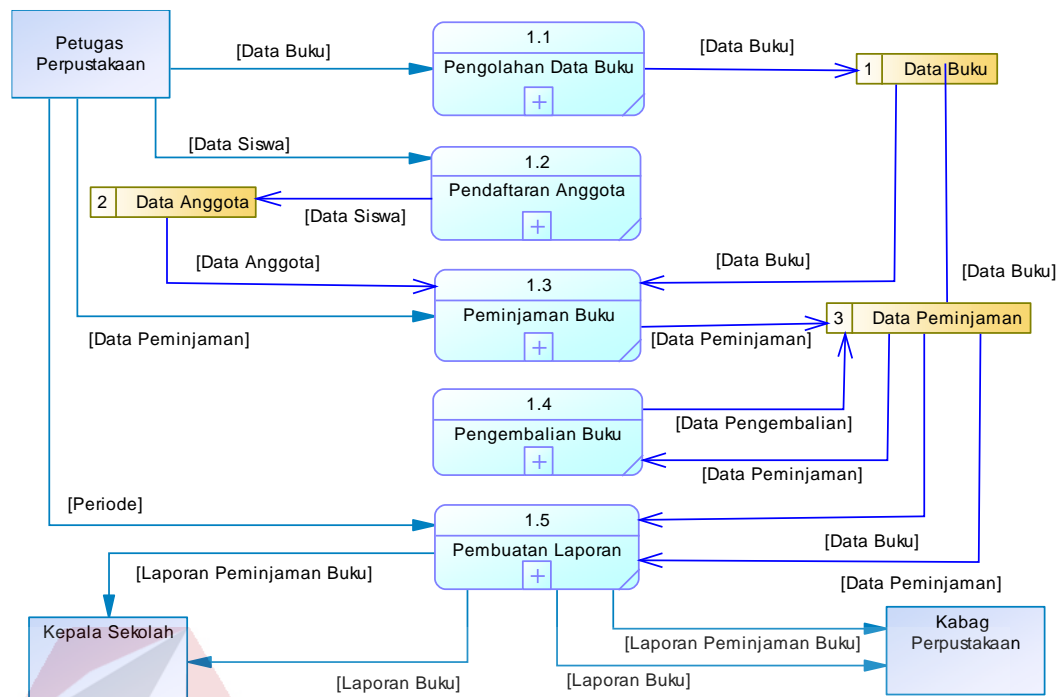 Petugas
Perpustakaan
[Data Buku]
1.1
Pengolahan Data Buku
[Data Buku]
1 Data Buku
[Data Siswa]
1.2
Pendaftaran Anggota
2 Data Anggota
[Data Siswa]
[Data Anggota]
[Data Buku]
[Data Buku]
1.3
Peminjaman Buku
[Data Peminjaman]
[Data Peminjaman]
3 Data Peminjaman
1.4
Pengembalian Buku
[Data Pengembalian]
[Data Peminjaman]
[Periode]
1.5
Pembuatan Laporan
[Data Buku]
[Data Peminjaman]
[Laporan Peminjaman Buku]
Kepala Sekolah
[Laporan Peminjaman Buku]
Kabag
Perpustakaan
[Laporan Buku]
[Laporan Buku]